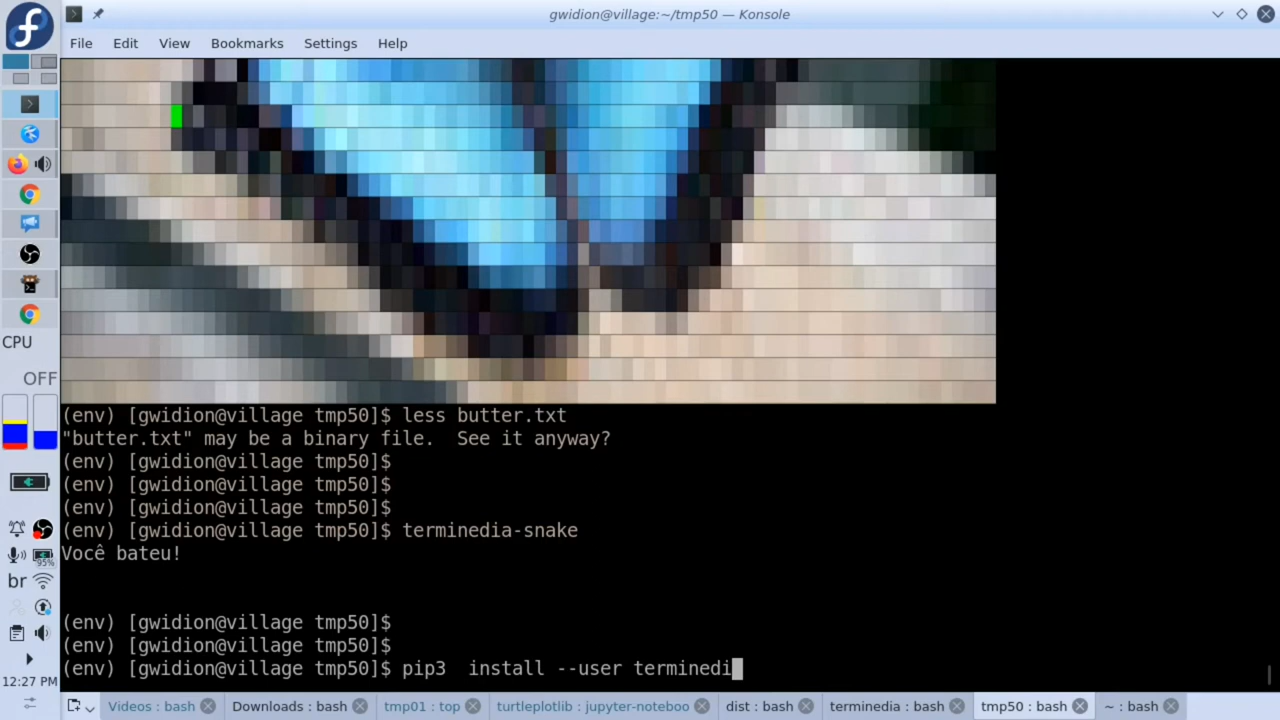 gwidion@village:~/tmp50 — Konsole
File Edit View Bookmarks Settings Help
CPU
OFF
95%
br
12:27 PM
(env) [gwidion@village tmp50]$ less butter.txt
"butter.txt" may be a binary file.  See it anyway?
(env) [gwidion@village tmp50]$
(env) [gwidion@village tmp50]$
(env) [gwidion@village tmp50]$
(env) [gwidion@village tmp50]$ terminedia-snake
Você bateu!
(env) [gwidion@village tmp50]$
(env) [gwidion@village tmp50]$
(env) [gwidion@village tmp50]$ pip3  install --user terminedi
Videos : bash Downloads : bash tmp01 : top turtleplotlib : jupyter-noteboo dist : bash terminedia : bash tmp50 : bash ~ : bash